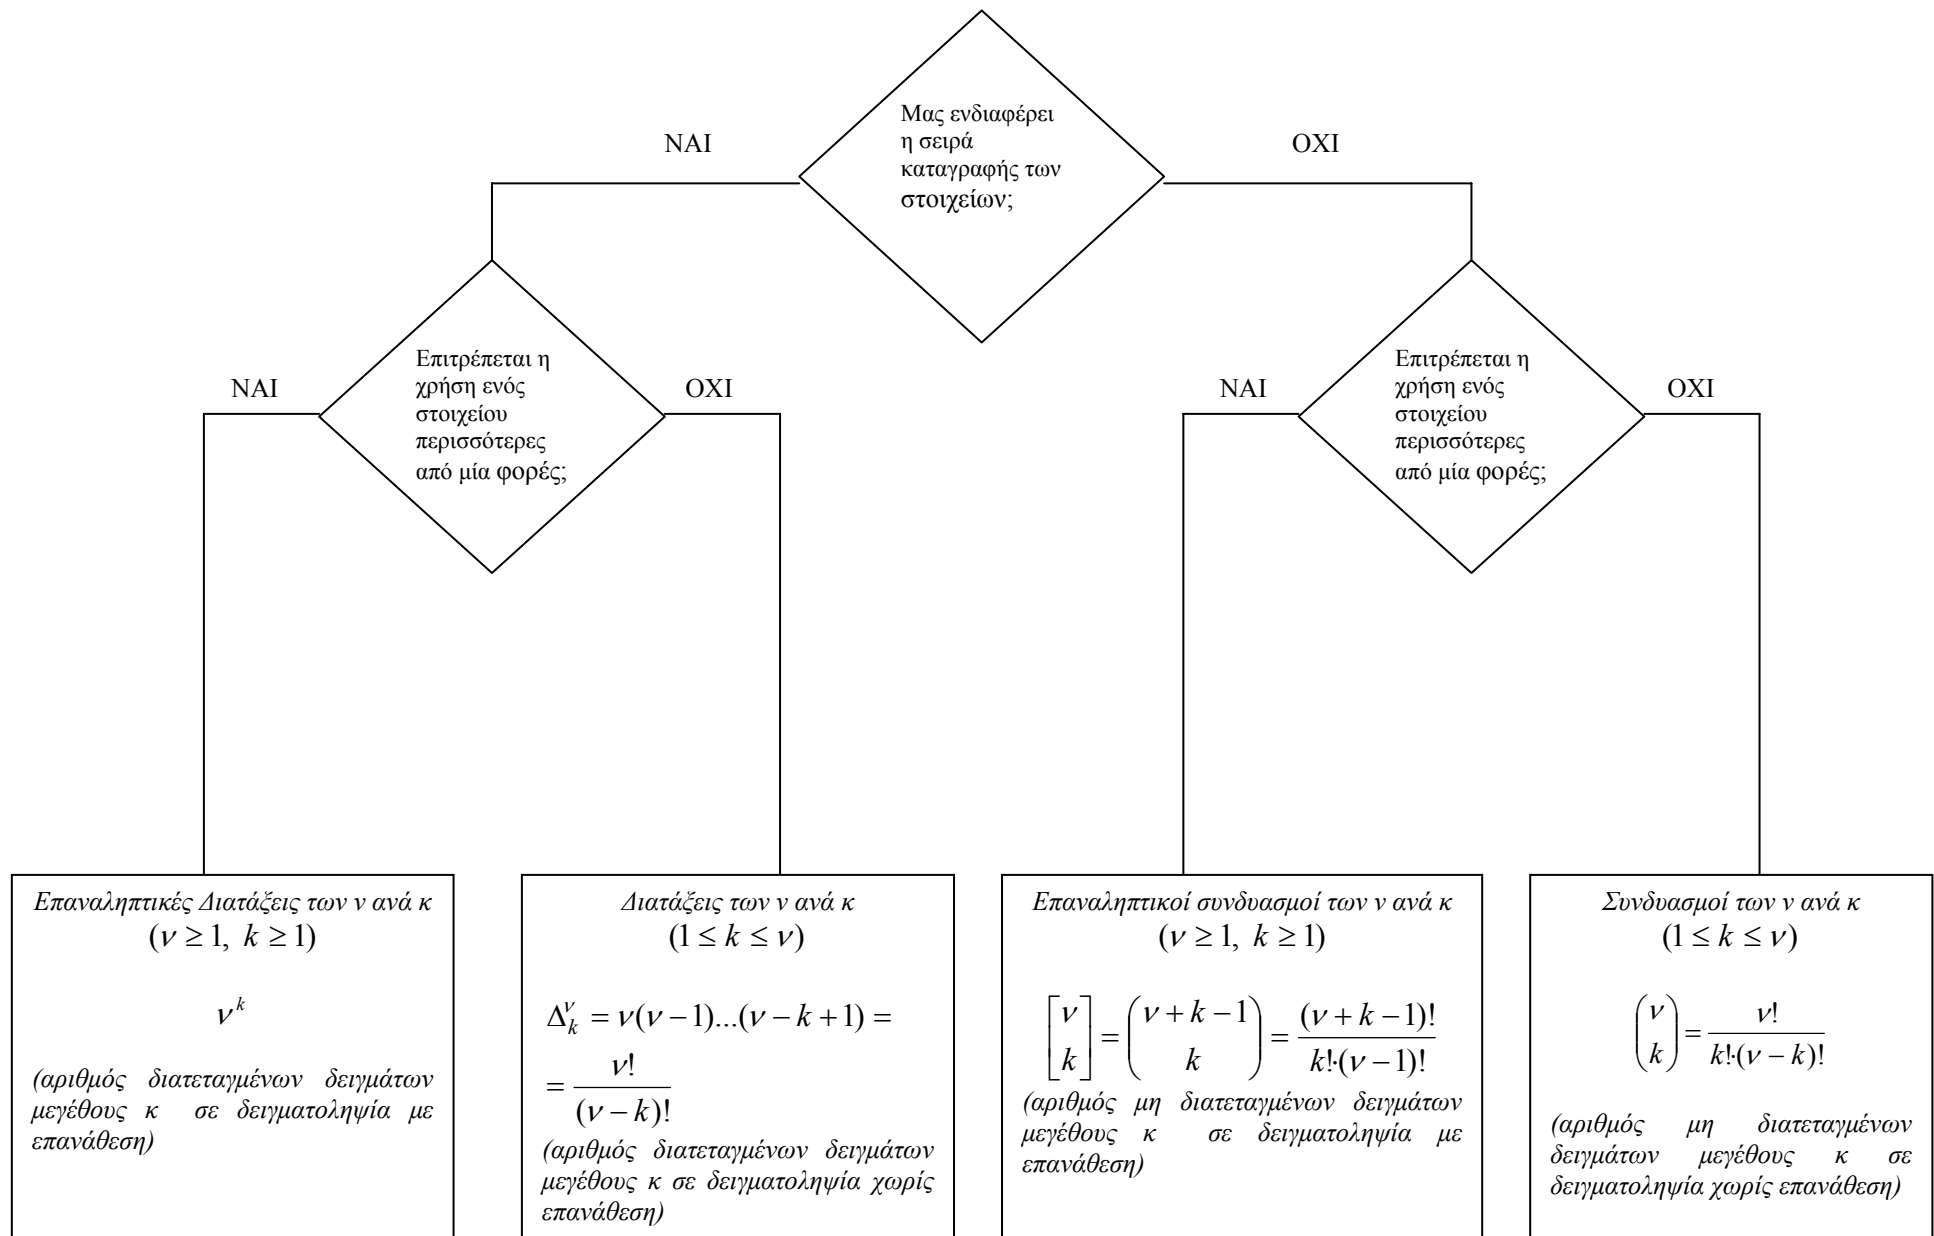 Μας ενδιαφέρει
η σειρά
καταγραφής των
στοιχείων;
ΝΑΙ
ΟΧΙ
Επιτρέπεται η
χρήση ενός
στοιχείου
περισσότερες
από μία φορές;
ΝΑΙ
ΟΧΙ
Επιτρέπεται η
χρήση ενός
στοιχείου
περισσότερες
από μία φορές;
ΝΑΙ
ΟΧΙ
Επαναληπτικές Διατάξεις των ν ανά κ
(ν ≥ 1, k ≥ 1)
ν^k
(αριθμός διατεταγμένων δειγμάτων
μεγέθους κ σε δειγματοληψία με
επανάθεση)
Διατάξεις των ν ανά κ
(1 ≤ k ≤ ν)
Δ_k^ν = ν(ν − 1)...(ν − k + 1) =
= ν! / (ν − k)!
(αριθμός διατεταγμένων δειγμάτων
μεγέθους κ σε δειγματοληψία χωρίς
επανάθεση)
Επαναληπτικοί συνδυασμοί των ν ανά κ
(ν ≥ 1, k ≥ 1)
[ν k] = (ν + k − 1 k) = (ν + k − 1)! / k!·(ν − 1)!
(αριθμός μη διατεταγμένων δειγμάτων
μεγέθους κ σε δειγματοληψία με
επανάθεση)
Συνδυασμοί των ν ανά κ
(1 ≤ k ≤ ν)
(ν k) = ν! / k!·(ν − k)!
(αριθμός μη διατεταγμένων
δειγμάτων μεγέθους κ σε
δειγματοληψία χωρίς επανάθεση)